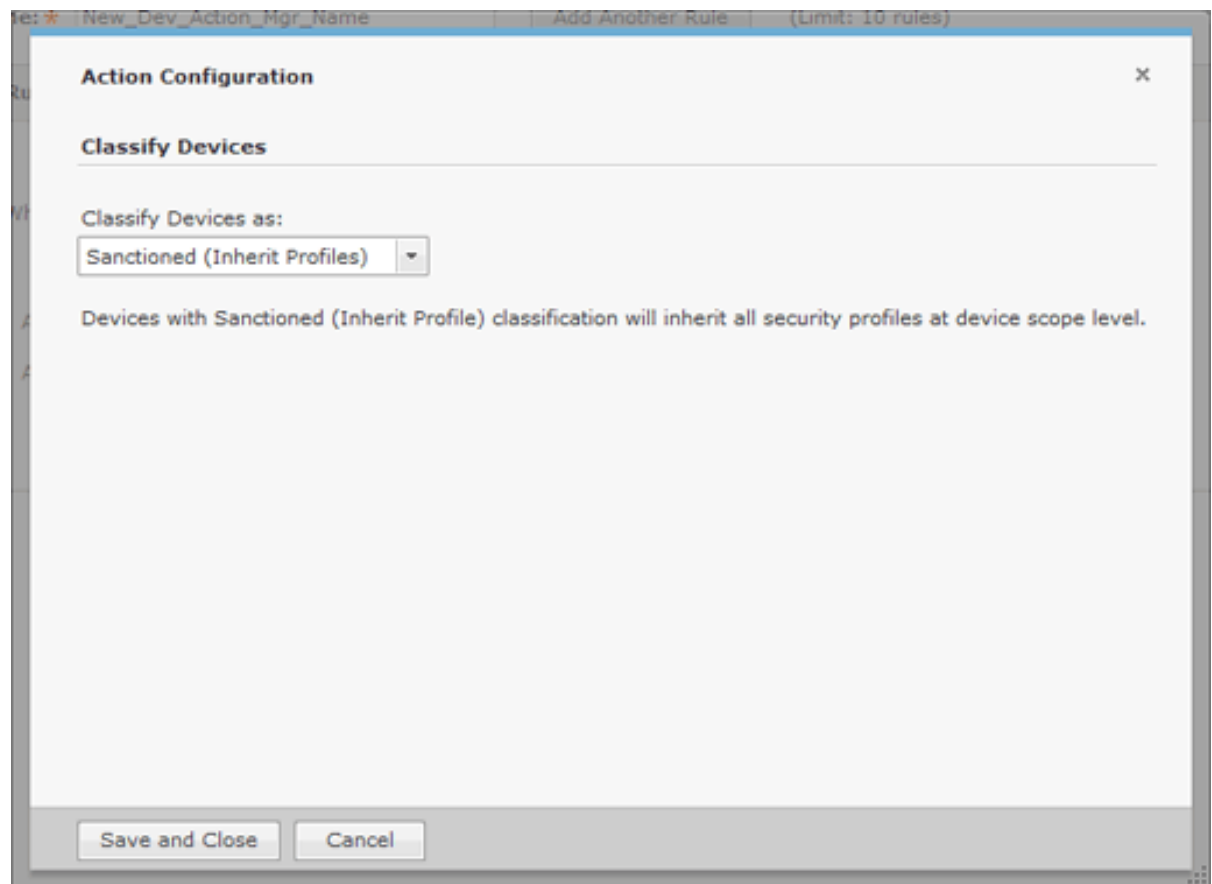 New_Dev_Action_Mgr_Name Add Another Rule (Limit: 10 rules)
Action Configuration
Classify Devices
Classify Devices as:
Sanctioned (Inherit Profiles)
Devices with Sanctioned (Inherit Profile) classification will inherit all security profiles at device scope level.
Save and Close Cancel